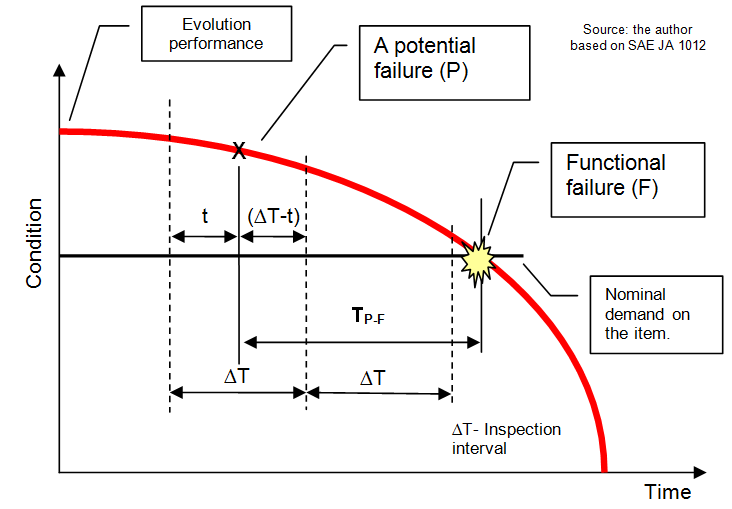 Evolution
performance
A potential
failure (P)
Source: the author
based on SAE JA 1012
Functional
failure (F)
X
t
(ΔT-t)
Condition
Nominal
demand on
the item.
TP-F
ΔT
ΔT
ΔT- Inspection
interval
Time